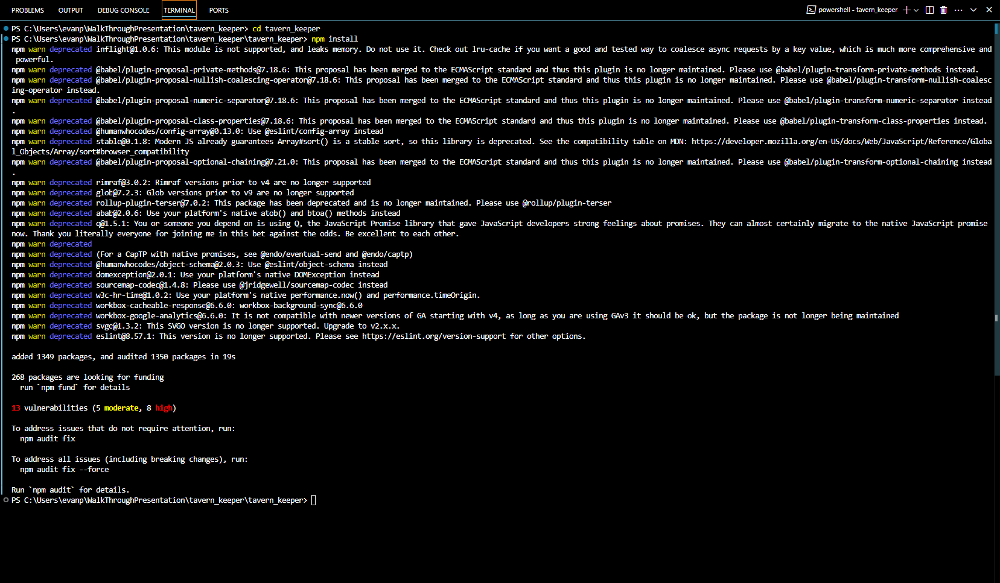 PROBLEMS OUTPUT DEBUG CONSOLE TERMINAL PORTS powershell - tavern_keeper
PS C:\Users\evanp\WalkThroughPresentation\tavern_keeper> cd tavern_keeper
PS C:\Users\evanp\WalkThroughPresentation\tavern_keeper\tavern_keeper> npm install
npm warn deprecated inflight@1.0.6: This module is not supported, and leaks memory. Do not use it. Check out lru-cache if you want a good and tested way to coalesce async requests by a key value, which is much more comprehensive and
 powerful.
npm warn deprecated @babel/plugin-proposal-private-methods@7.18.6: This proposal has been merged to the ECMAScript standard and thus this plugin is no longer maintained. Please use @babel/plugin-transform-private-methods instead.
npm warn deprecated @babel/plugin-proposal-nullish-coalescing-operator@7.18.6: This proposal has been merged to the ECMAScript standard and thus this plugin is no longer maintained. Please use @babel/plugin-transform-nullish-coalesc
ing-operator instead.
npm warn deprecated @babel/plugin-proposal-numeric-separator@7.18.6: This proposal has been merged to the ECMAScript standard and thus this plugin is no longer maintained. Please use @babel/plugin-transform-numeric-separator instead
.
npm warn deprecated @babel/plugin-proposal-class-properties@7.18.6: This proposal has been merged to the ECMAScript standard and thus this plugin is no longer maintained. Please use @babel/plugin-transform-class-properties instead.
npm warn deprecated @humanwhocodes/config-array@0.13.0: Use @eslint/config-array instead
npm warn deprecated stable@0.1.8: Modern JS already guarantees Array#sort() is a stable sort, so this library is deprecated. See the compatibility table on MDN: https://developer.mozilla.org/en-US/docs/Web/JavaScript/Reference/Globa
l_Objects/Array/sort#browser_compatibility
npm warn deprecated @babel/plugin-proposal-optional-chaining@7.21.0: This proposal has been merged to the ECMAScript standard and thus this plugin is no longer maintained. Please use @babel/plugin-transform-optional-chaining instead
.
npm warn deprecated rimraf@3.0.2: Rimraf versions prior to v4 are no longer supported
npm warn deprecated glob@7.2.3: Glob versions prior to v9 are no longer supported
npm warn deprecated rollup-plugin-terser@7.0.2: This package has been deprecated and is no longer maintained. Please use @rollup/plugin-terser
npm warn deprecated abab@2.0.6: Use your platform's native atob() and btoa() methods instead
npm warn deprecated q@1.5.1: You or someone you depend on is using Q, the JavaScript Promise library that gave JavaScript developers strong feelings about promises. They can almost certainly migrate to the native JavaScript promise
now. Thank you literally everyone for joining me in this bet against the odds. Be excellent to each other.
npm warn deprecated
npm warn deprecated (For a CapTP with native promises, see @endo/eventual-send and @endo/captp)
npm warn deprecated @humanwhocodes/object-schema@2.0.3: Use @eslint/object-schema instead
npm warn deprecated domexception@2.0.1: Use your platform's native DOMException instead
npm warn deprecated sourcemap-codec@1.4.8: Please use @jridgewell/sourcemap-codec instead
npm warn deprecated w3c-hr-time@1.0.2: Use your platform's native performance.now() and performance.timeOrigin.
npm warn deprecated workbox-cacheable-response@6.6.0: workbox-background-sync@6.6.0
npm warn deprecated workbox-google-analytics@6.6.0: It is not compatible with newer versions of GA starting with v4, as long as you are using GAv3 it should be ok, but the package is not longer being maintained
npm warn deprecated svgo@1.3.2: This SVGO version is no longer supported. Upgrade to v2.x.x.
npm warn deprecated eslint@8.57.1: This version is no longer supported. Please see https://eslint.org/version-support for other options.
added 1349 packages, and audited 1350 packages in 19s
268 packages are looking for funding
  run `npm fund` for details
13 vulnerabilities (5 moderate, 8 high)
To address issues that do not require attention, run:
  npm audit fix
To address all issues (including breaking changes), run:
  npm audit fix --force
Run `npm audit` for details.
PS C:\Users\evanp\WalkThroughPresentation\tavern_keeper\tavern_keeper>